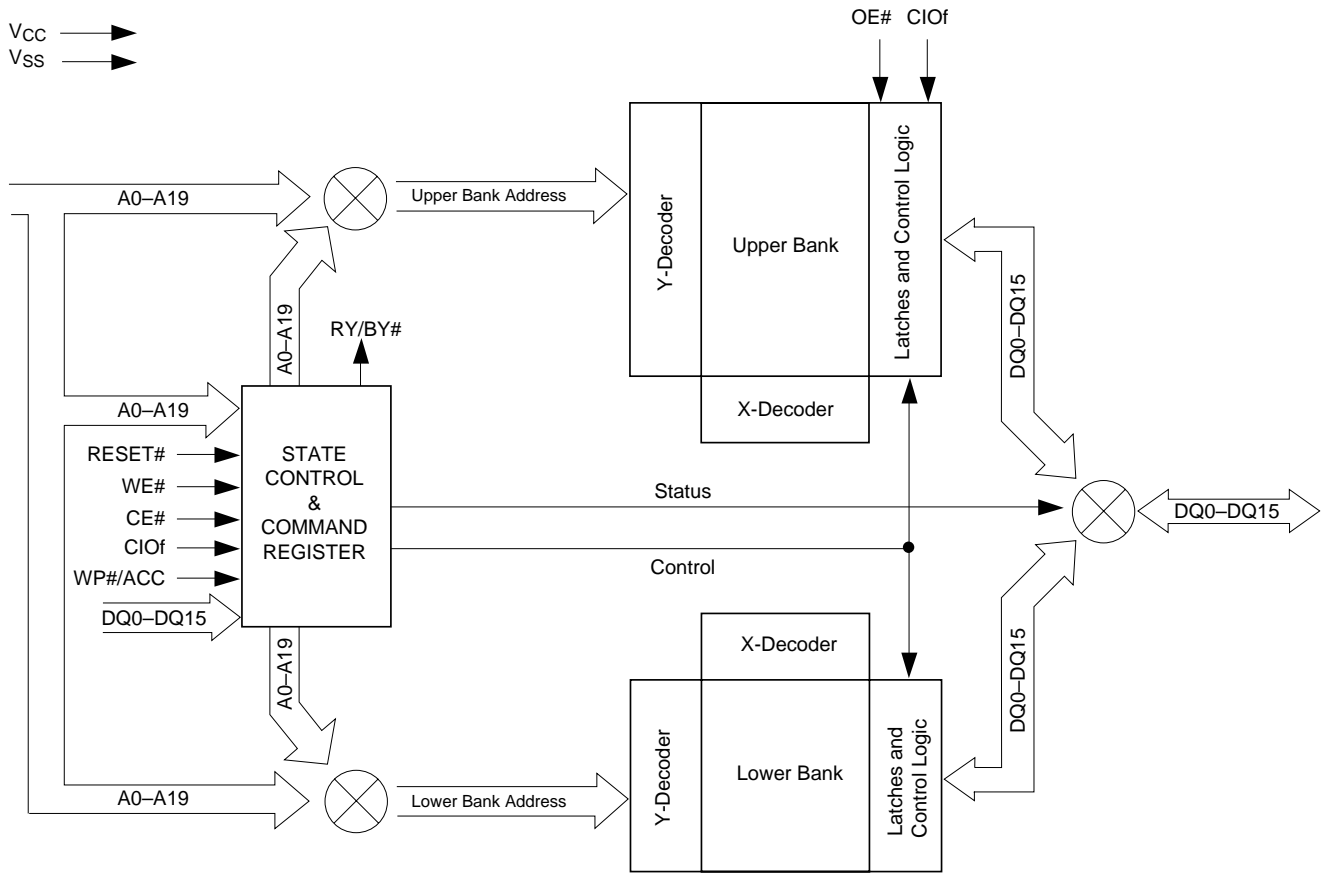 VCC
VSS
OE# CIOf
A0–A19
Upper Bank Address
Y-Decoder
Upper Bank
Latches and Control Logic
X-Decoder
DQ0–DQ15
A0–A19
RY/BY#
A0–A19
RESET#
WE#
CE#
CIOf
WP#/ACC
DQ0–DQ15
STATE
CONTROL
&
COMMAND
REGISTER
Status
Control
DQ0–DQ15
A0–A19
X-Decoder
DQ0–DQ15
A0–A19
Lower Bank Address
Y-Decoder
Lower Bank
Latches and
Control Logic